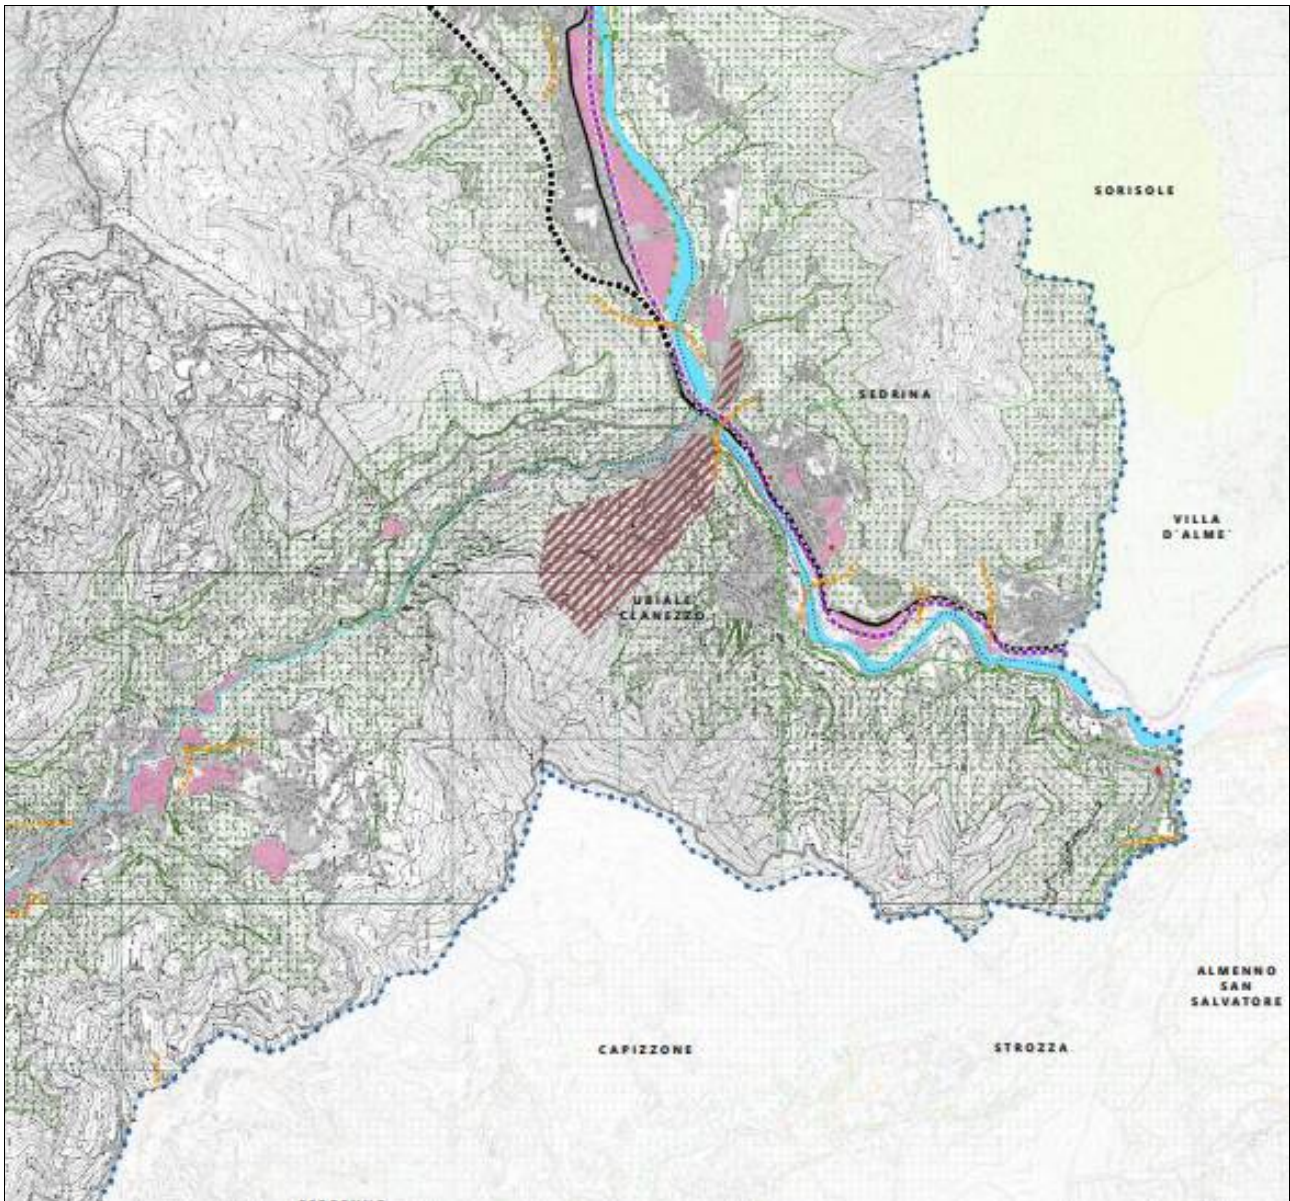 SORISOLE
SEDRINA
VILLA
D'ALME'
UBIALE
CLANEZZO
ALMENNO
SAN
SALVATORE
CAPIZZONE
STROZZA